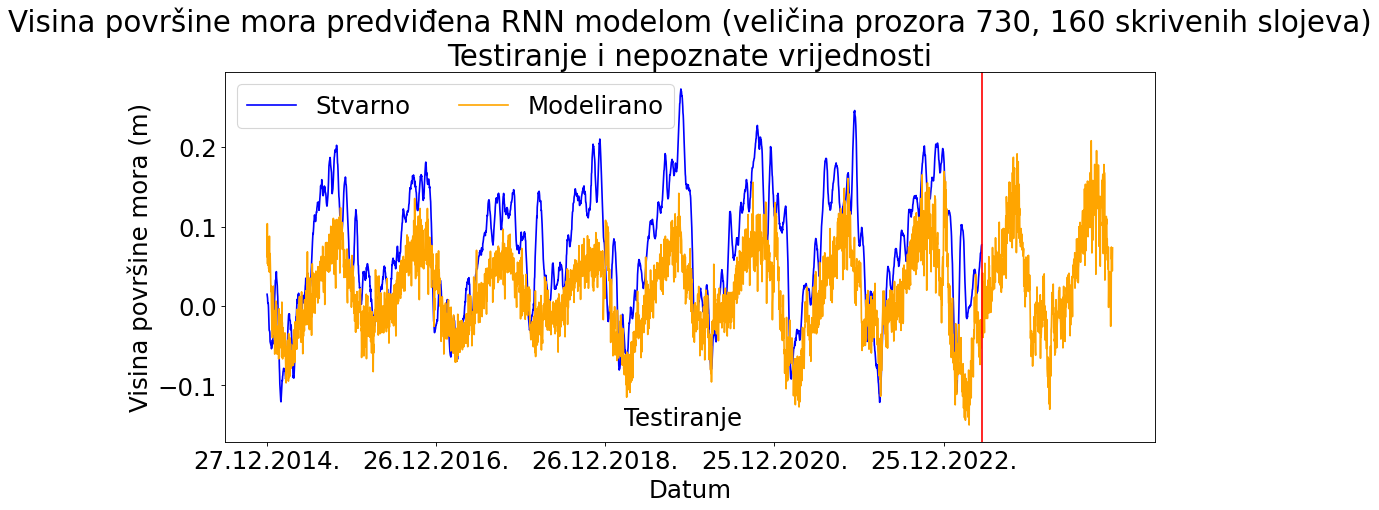 Visina površine mora predviđena RNN modelom (veličina prozora 730, 160 skrivenih slojeva)
Testiranje i nepoznate vrijednosti
Stvarno Modelirano
Visina površine mora (m)
0.2
0.1
0.0
−0.1
Testiranje
27.12.2014. 26.12.2016. 26.12.2018. 25.12.2020. 25.12.2022.
Datum